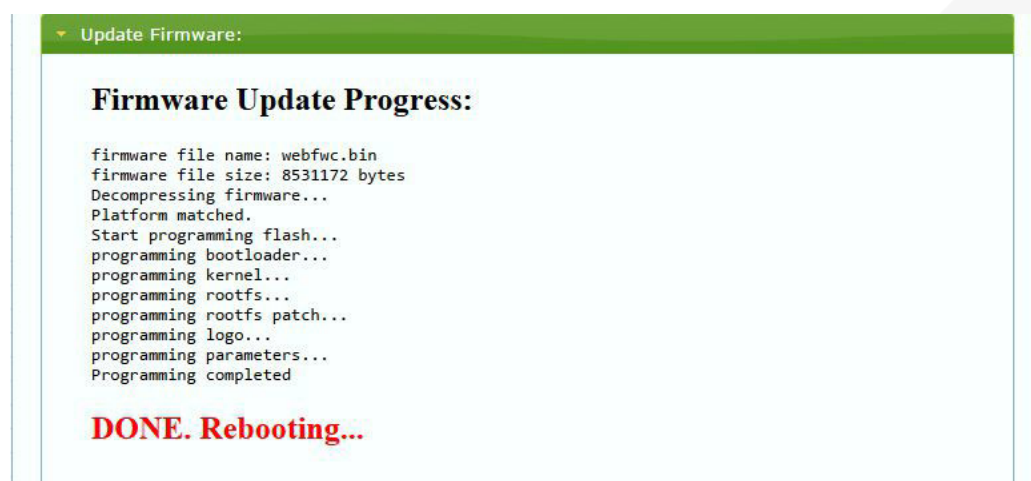 Update Firmware:
Firmware Update Progress:
firmware file name: webfwc.bin
firmware file size: 8531172 bytes
Decompressing firmware...
Platform matched.
Start programming flash...
programming bootloader...
programming kernel...
programming rootfs...
programming rootfs patch...
programming logo...
programming parameters...
Programming completed
DONE. Rebooting...